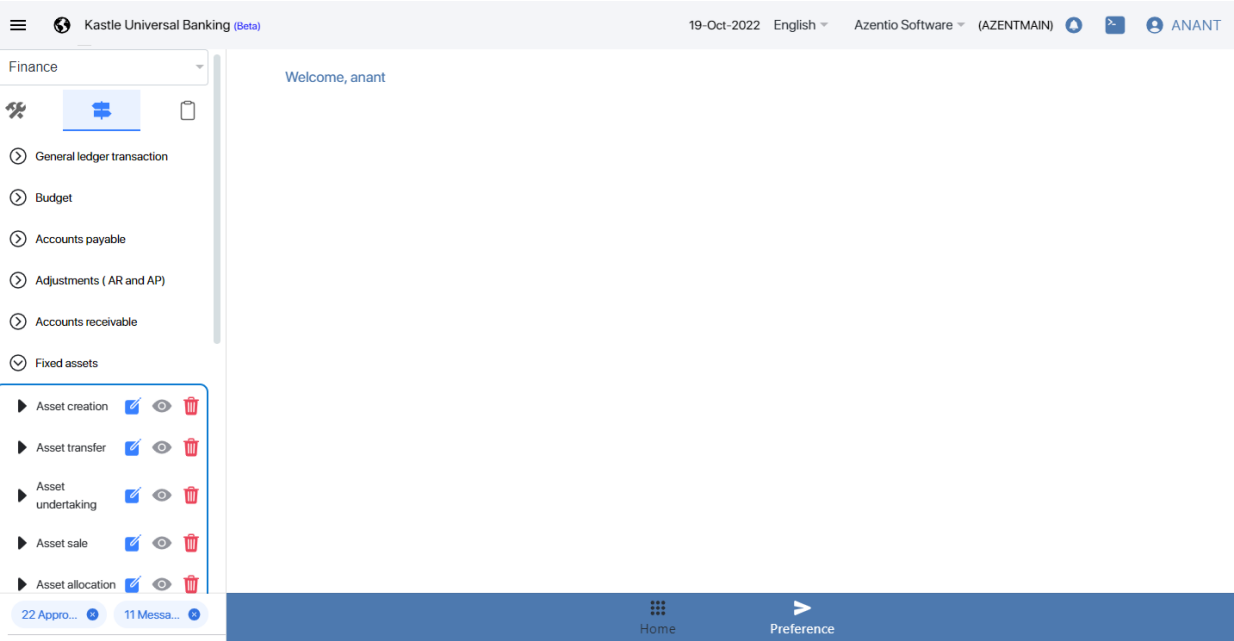 Kastle Universal Banking (Beta)
19-Oct-2022 English Azentio Software (AZENTMAIN) ANANT
Finance
Welcome, anant
General ledger transaction
Budget
Accounts payable
Adjustments ( AR and AP)
Accounts receivable
Fixed assets
Asset creation
Asset transfer
Asset
undertaking
Asset sale
Asset allocation
22 Appro...
11 Messa...
Home
Preference